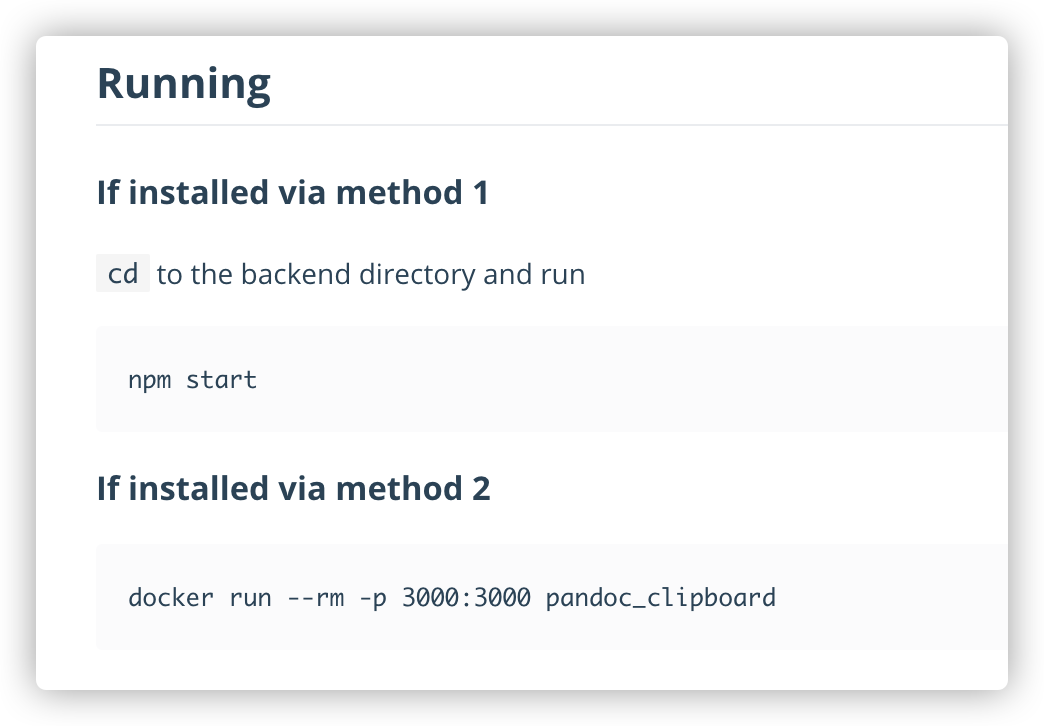 Running
If installed via method 1
cd to the backend directory and run
npm start
If installed via method 2
docker run --rm -p 3000:3000 pandoc_clipboard